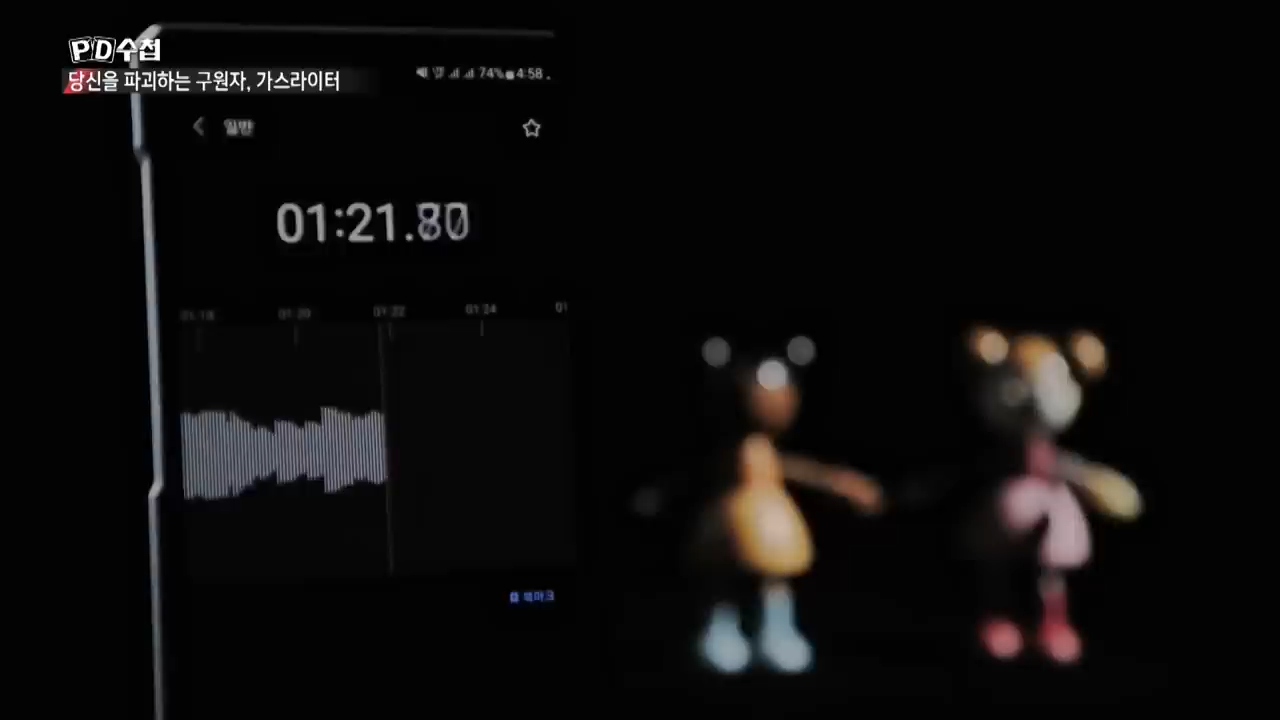 PD수첩
당신을 파괴하는 구원자, 가스라이터
74% 4:58
일반
01:21.80
01:18 01:20 01:22 01:24 01
북마크